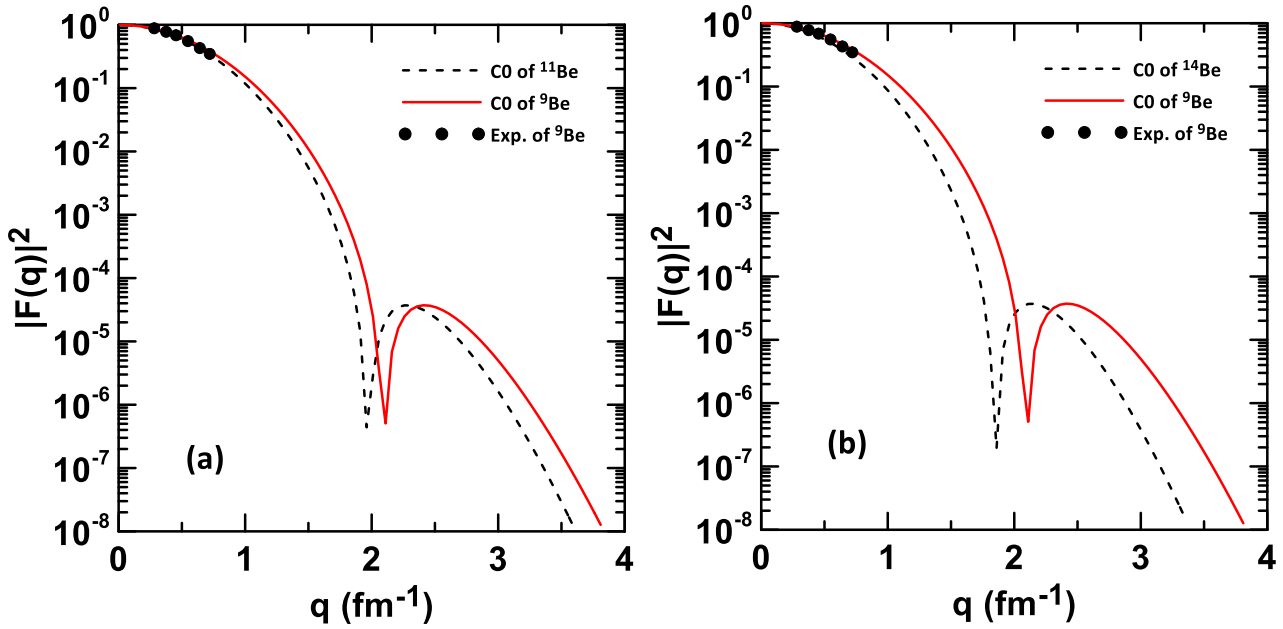 |F(q)|²
10⁰
10⁻¹
10⁻²
10⁻³
10⁻⁴
10⁻⁵
10⁻⁶
10⁻⁷
10⁻⁸
C0 of ¹¹Be
C0 of ⁹Be
Exp. of ⁹Be
(a)
0 1 2 3 4
q (fm⁻¹)
|F(q)|²
10⁰
10⁻¹
10⁻²
10⁻³
10⁻⁴
10⁻⁵
10⁻⁶
10⁻⁷
10⁻⁸
C0 of ¹⁴Be
C0 of ⁹Be
Exp. of ⁹Be
(b)
0 1 2 3 4
q (fm⁻¹)